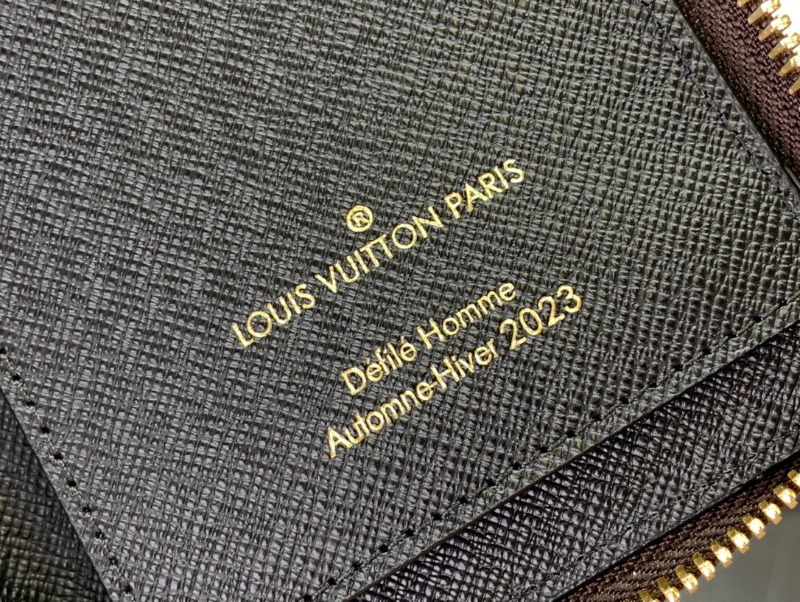 ®
LOUIS VUITTON PARIS
Défilé Homme
Automne-Hiver 2023